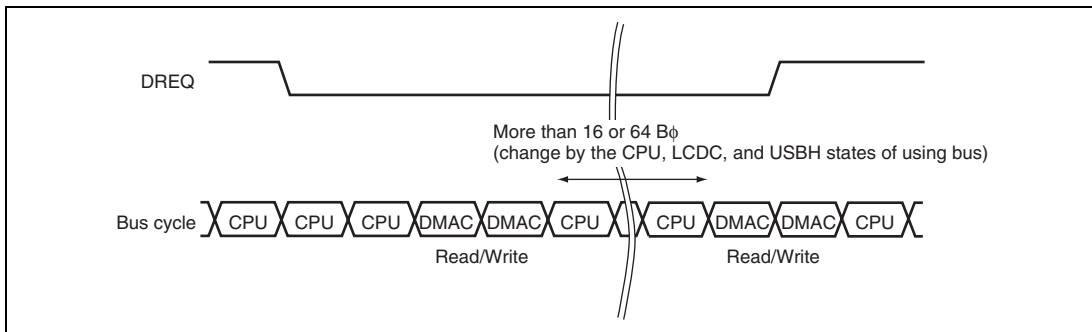 DREQ
More than 16 or 64 Bϕ
(change by the CPU, LCDC, and USBH states of using bus)
Bus cycle CPU CPU CPU DMAC DMAC CPU CPU DMAC DMAC CPU
Read/Write Read/Write